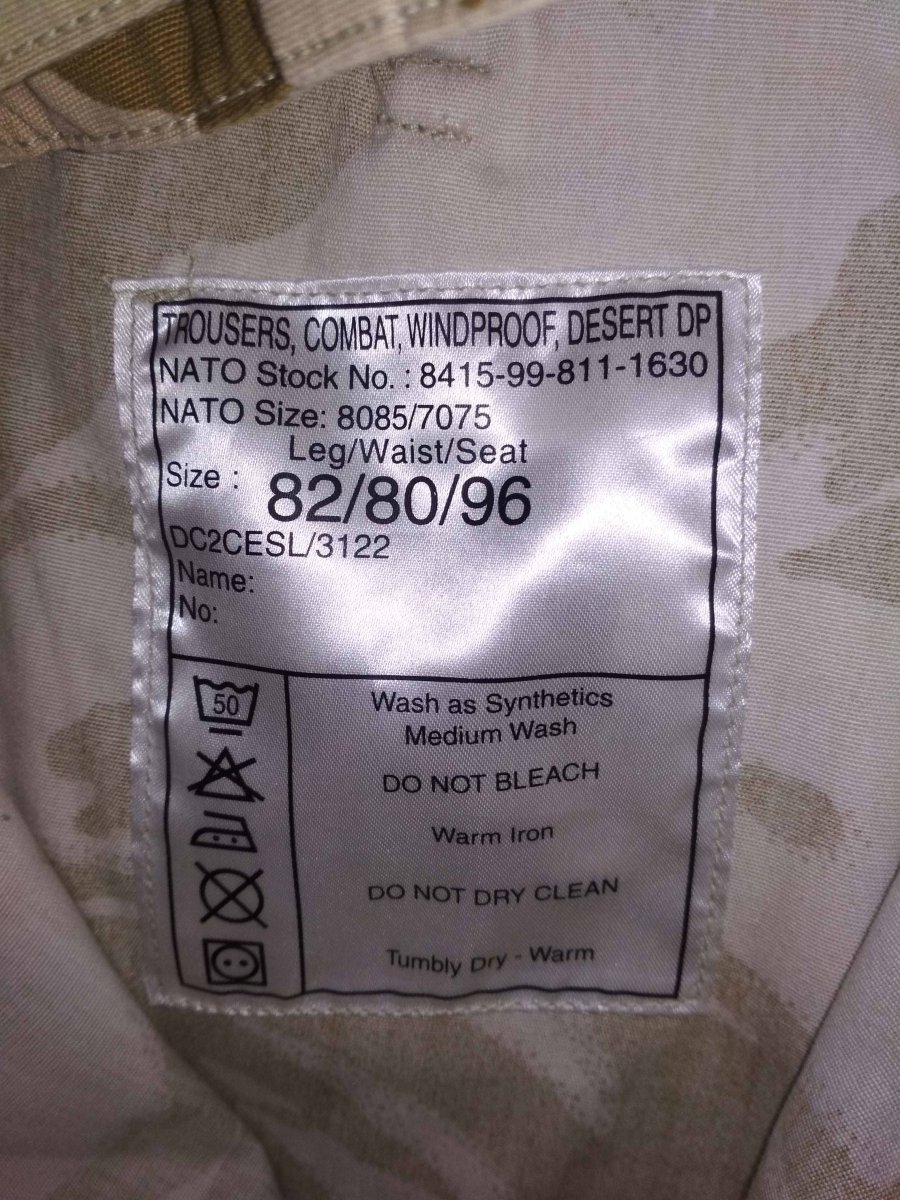 TROUSERS, COMBAT, WINDPROOF, DESERT DP
NATO Stock No. : 8415-99-811-1630
NATO Size: 8085/7075
Leg/Waist/Seat
Size : 82/80/96
DC2CESL/3122
Name:
No:
50
Wash as Synthetics
Medium Wash
DO NOT BLEACH
Warm Iron
DO NOT DRY CLEAN
Tumbly Dry - Warm